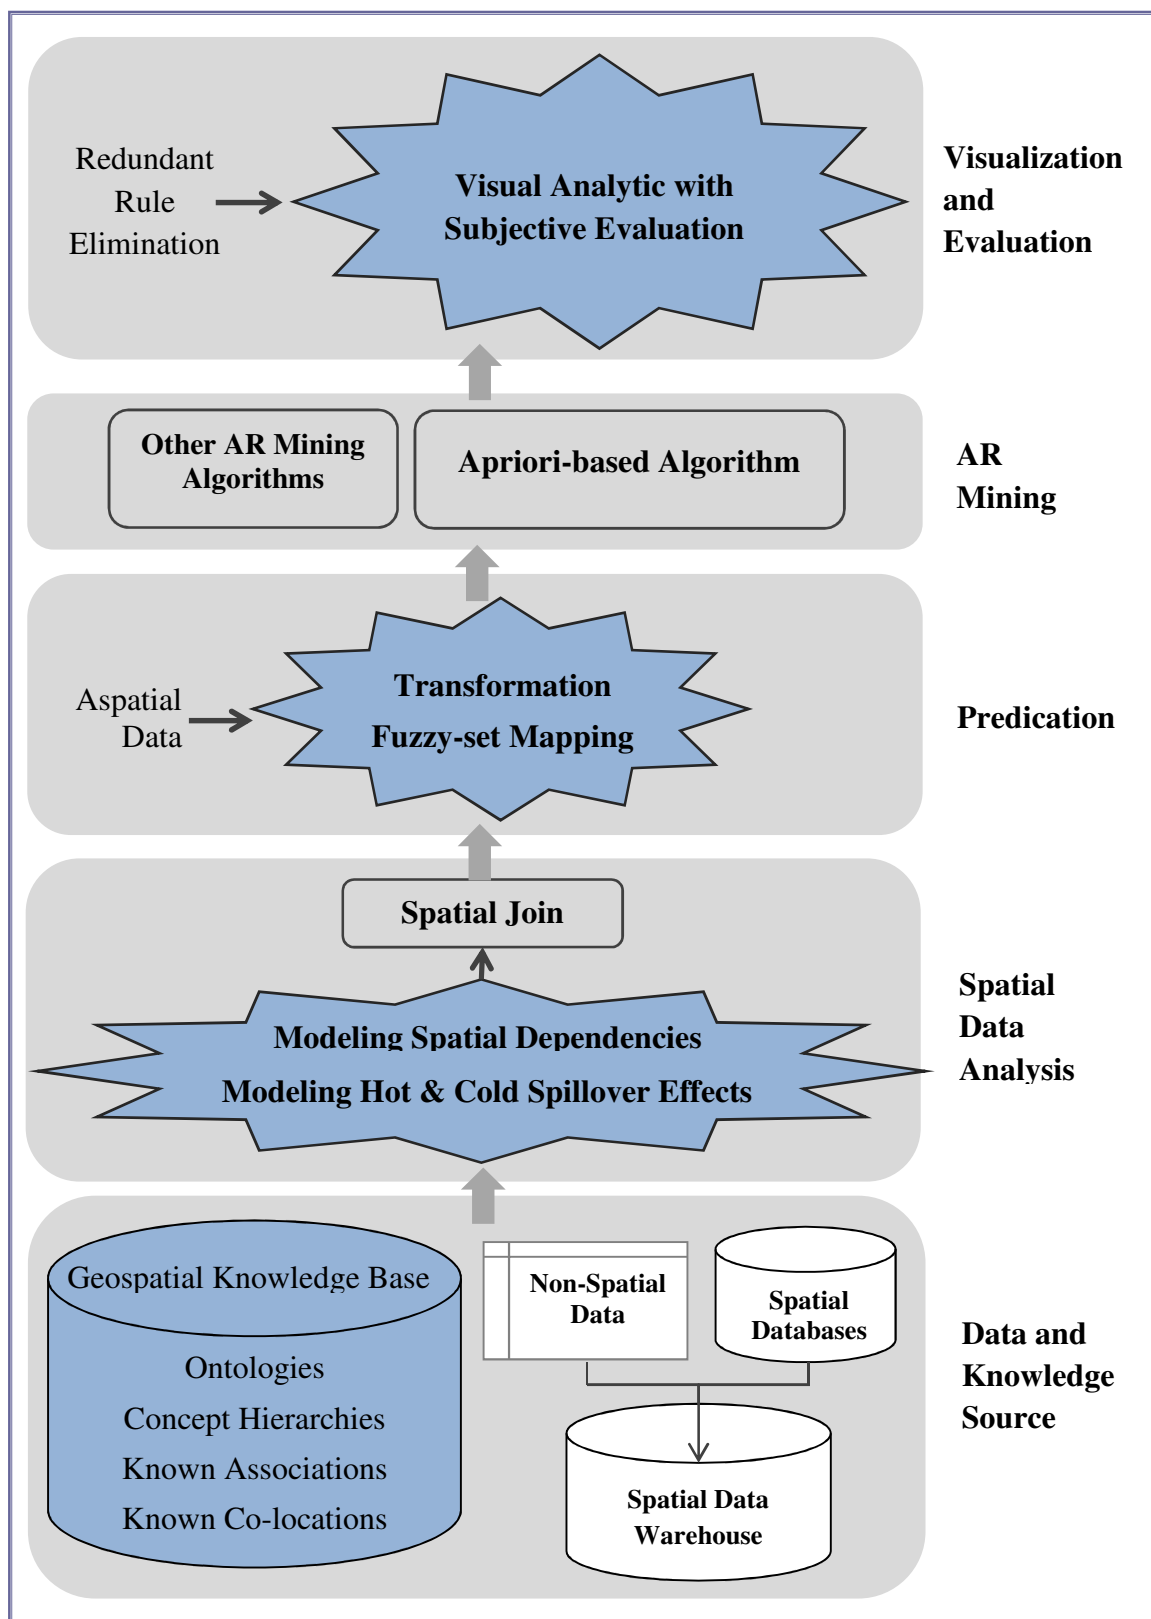 Redundant
Rule
Elimination
Visual Analytic with
Subjective Evaluation
Visualization
and
Evaluation
Other AR Mining
Algorithms
Apriori-based Algorithm
AR
Mining
Aspatial
Data
Transformation
Fuzzy-set Mapping
Predication
Spatial Join
Modeling Spatial Dependencies
Modeling Hot & Cold Spillover Effects
Spatial
Data
Analysis
Geospatial Knowledge Base
Ontologies
Concept Hierarchies
Known Associations
Known Co-locations
Non-Spatial
Data
Spatial
Databases
Spatial Data
Warehouse
Data and
Knowledge
Source